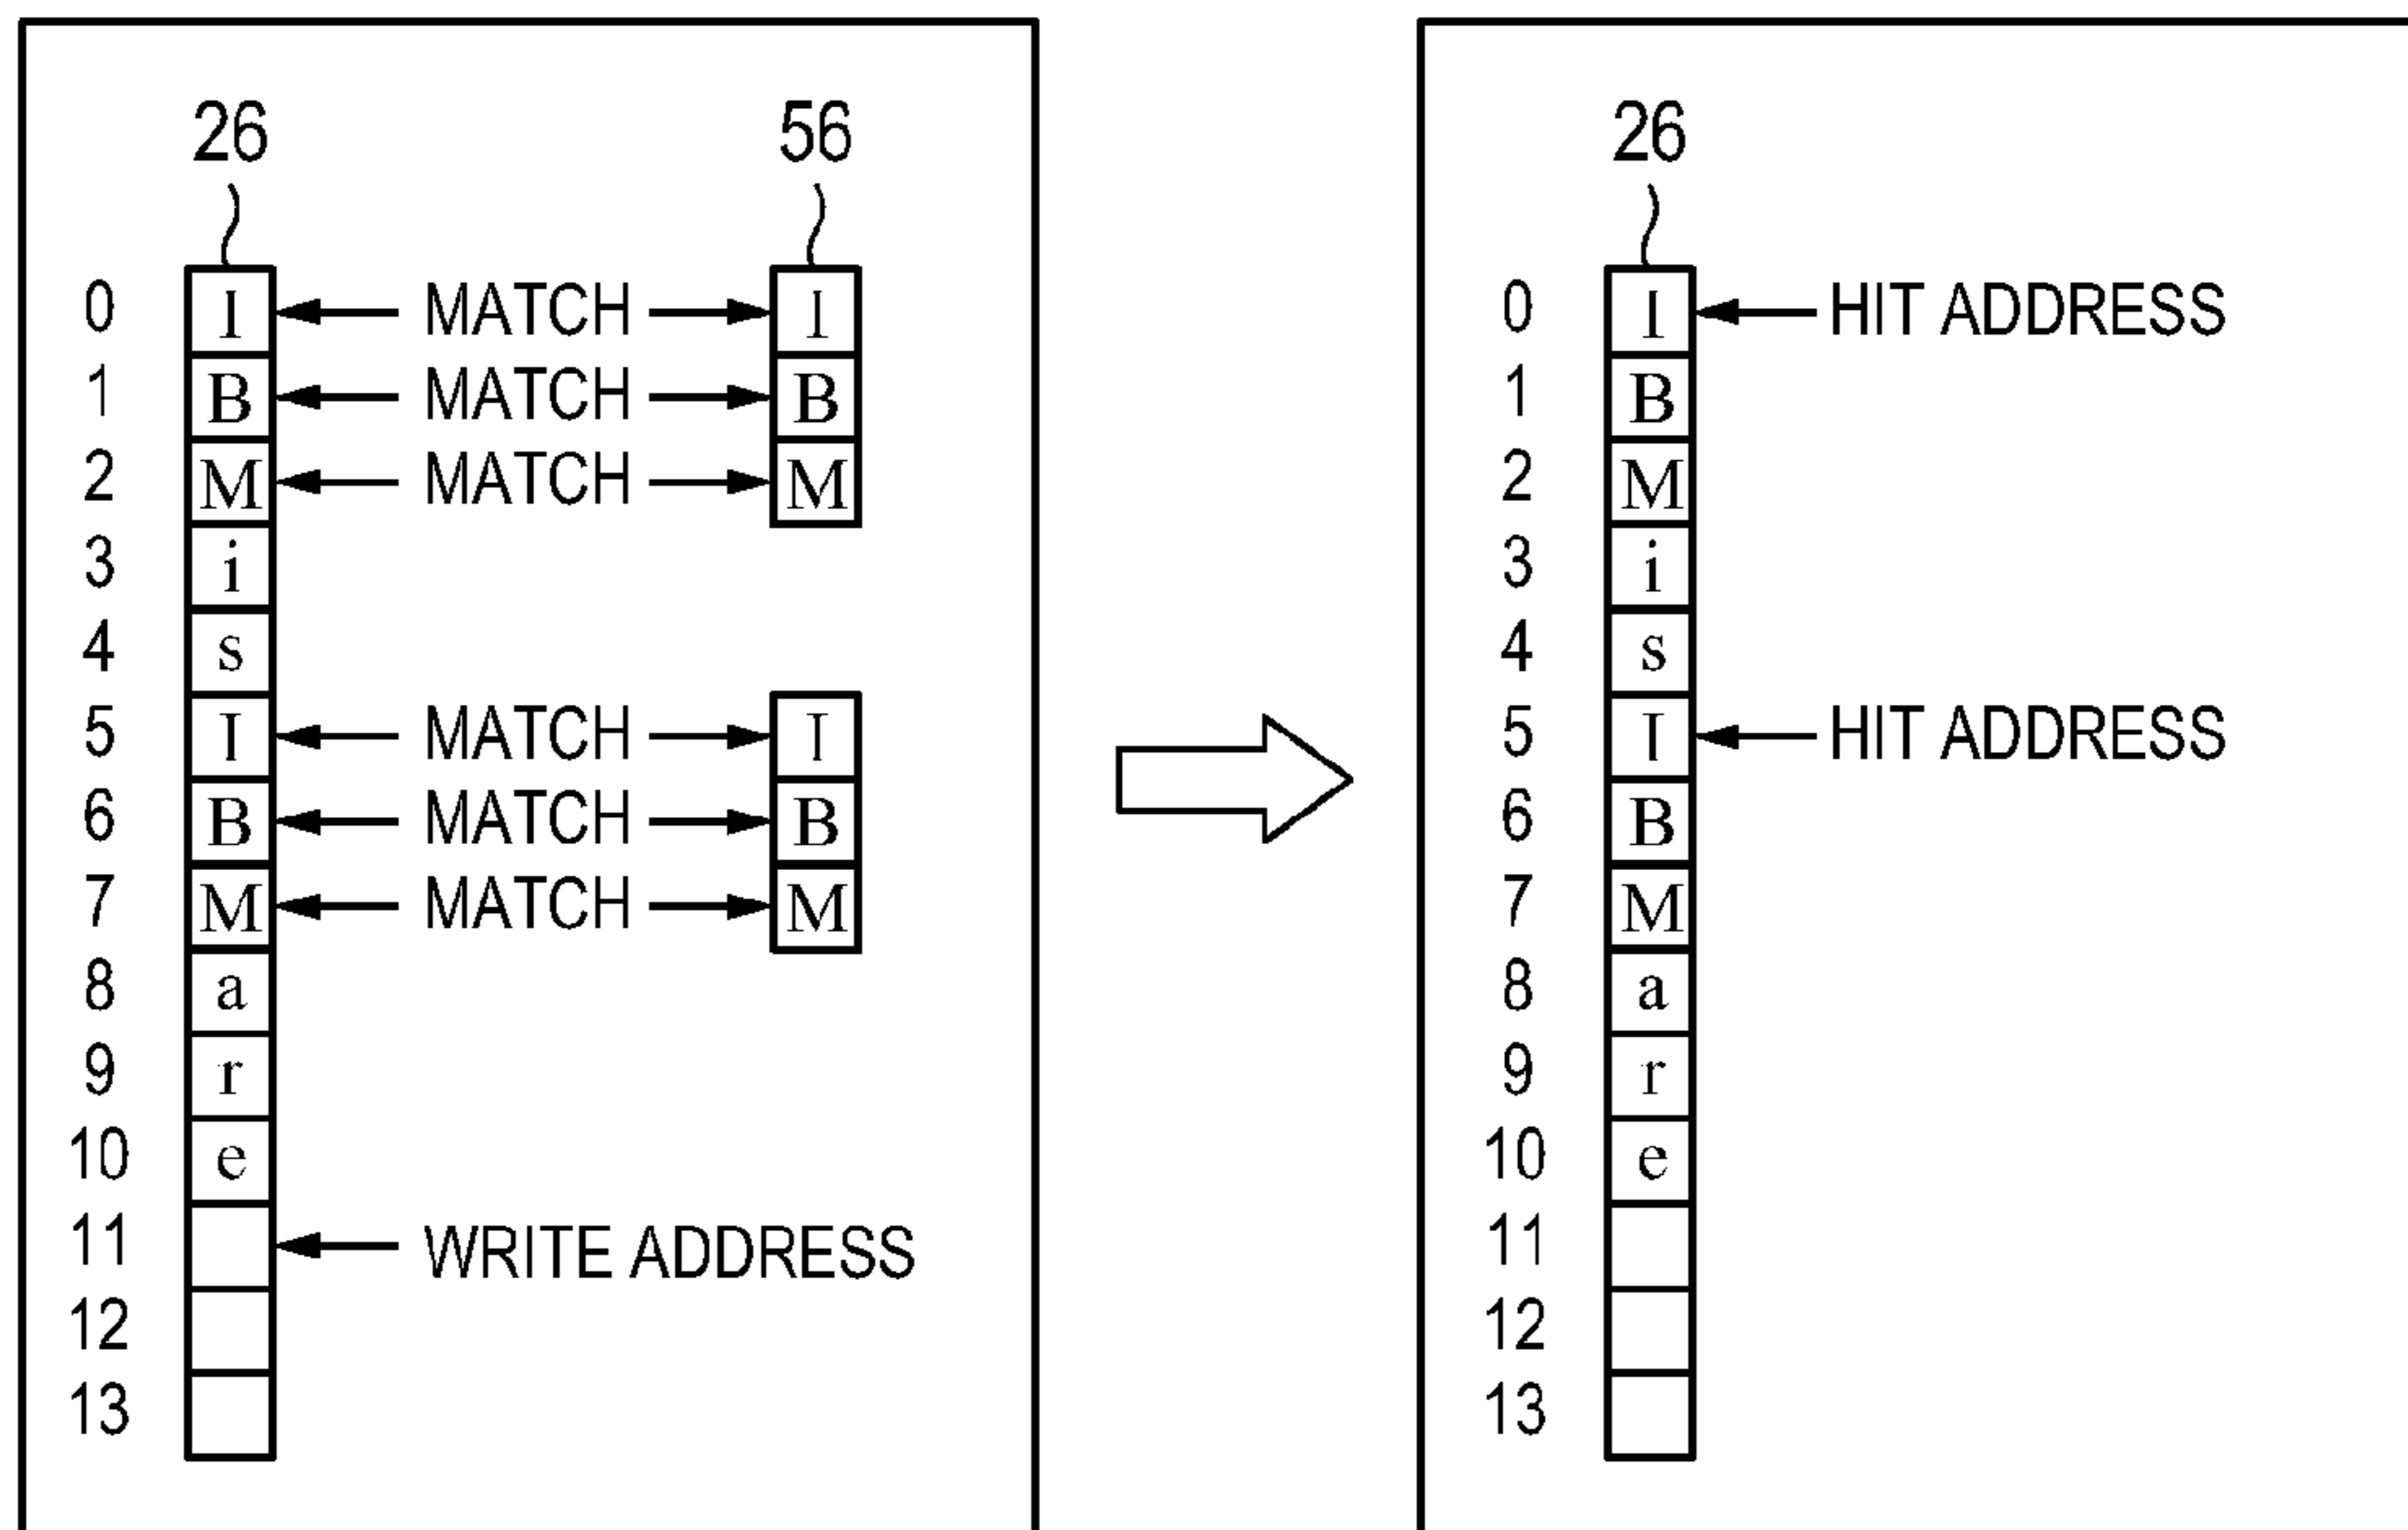 26 56
0 I MATCH I
1 B MATCH B
2 M MATCH M
3 i
4 s
5 I MATCH I
6 B MATCH B
7 M MATCH M
8 a
9 r
10 e
11 WRITE ADDRESS
12
13
26
0 I HIT ADDRESS
1 B
2 M
3 i
4 s
5 I HIT ADDRESS
6 B
7 M
8 a
9 r
10 e
11
12
13